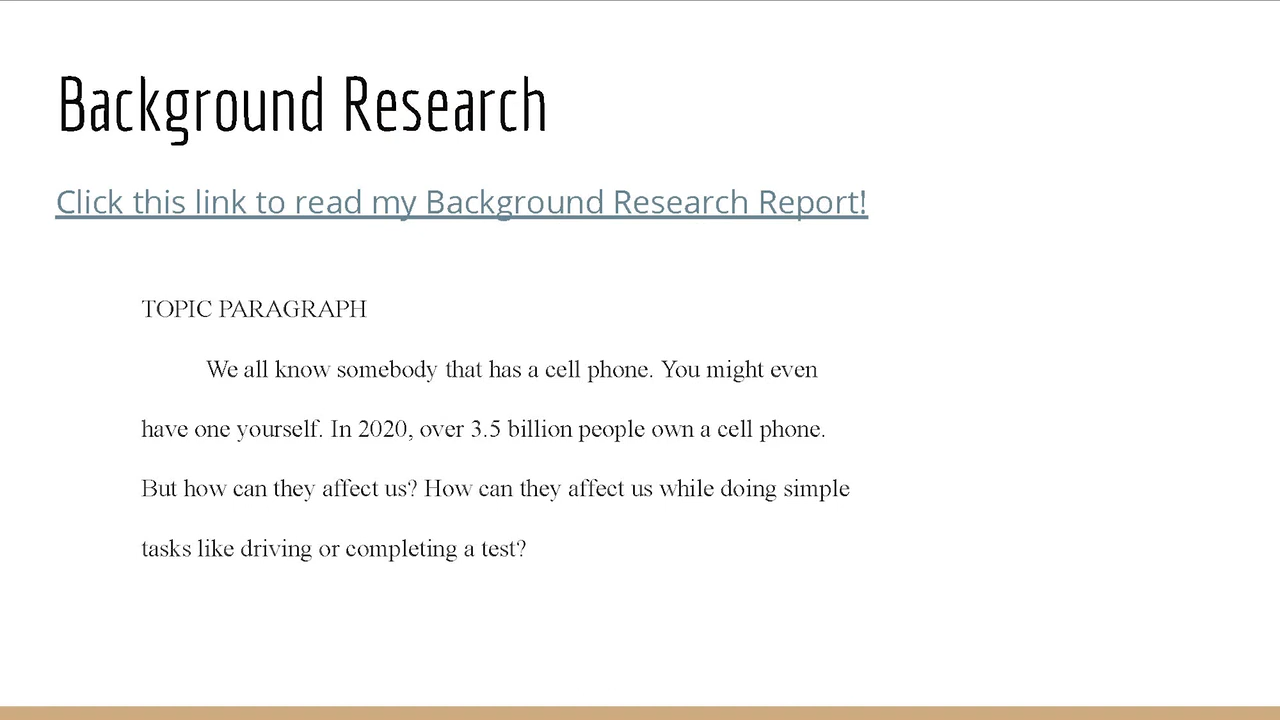 Background Research
Click this link to read my Background Research Report!
TOPIC PARAGRAPH
We all know somebody that has a cell phone. You might even
have one yourself. In 2020, over 3.5 billion people own a cell phone.
But how can they affect us? How can they affect us while doing simple
tasks like driving or completing a test?